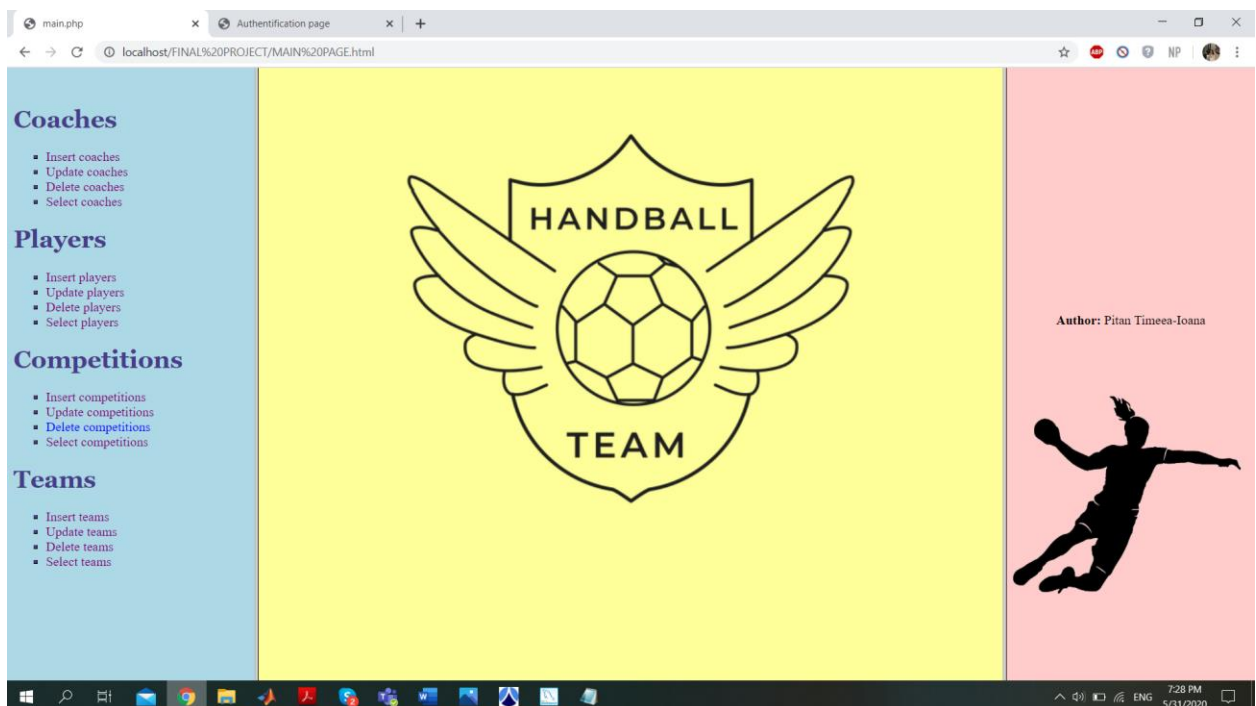 main.php
Authentification page
localhost/FINAL%20PROJECT/MAIN%20PAGE.html
ABP
NP
Coaches
Insert coaches
Update coaches
Delete coaches
Select coaches
Players
Insert players
Update players
Delete players
Select players
Competitions
Insert competitions
Update competitions
Delete competitions
Select competitions
Teams
Insert teams
Update teams
Delete teams
Select teams
HANDBALL
TEAM
Author: Pitan Timeea-Ioana
ENG
7:28 PM
5/31/2020